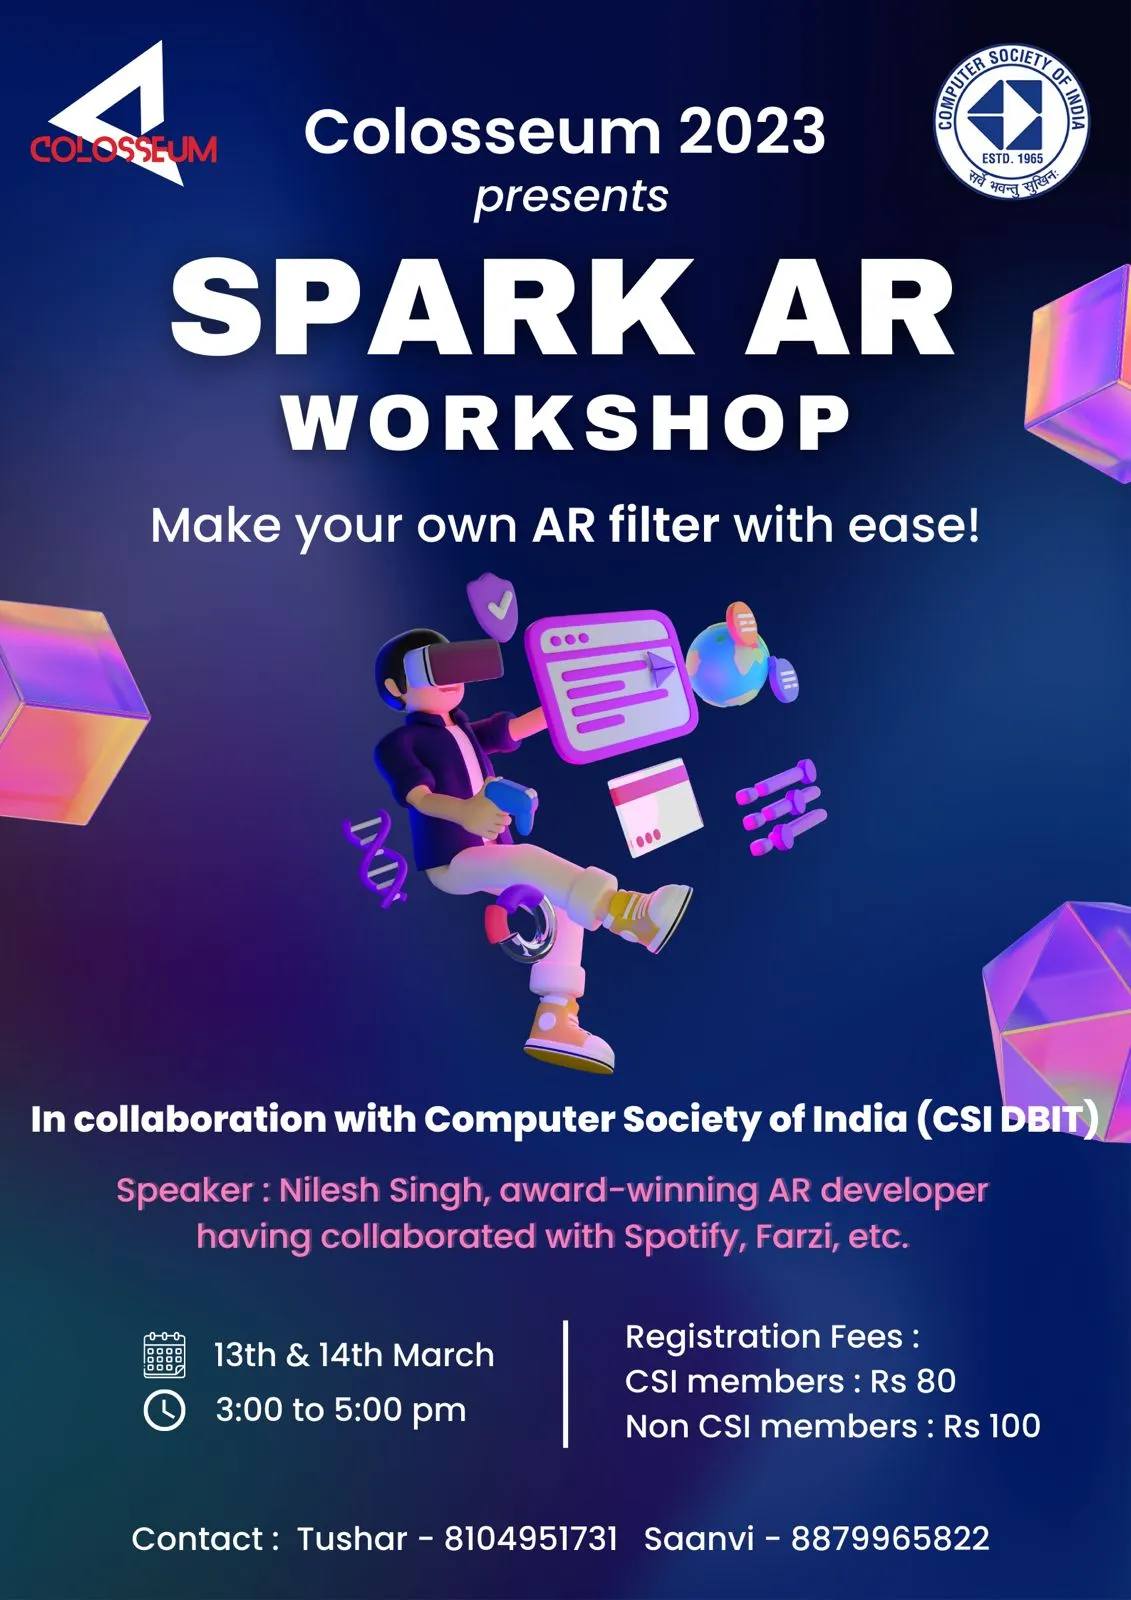 COLOSSEUM
COMPUTER SOCIETY OF INDIA
ESTD. 1965
सर्वे भवन्तु सुखिनः
Colosseum 2023
presents
SPARK AR
WORKSHOP
Make your own AR filter with ease!
In collaboration with Computer Society of India (CSI DBIT)
Speaker : Nilesh Singh, award-winning AR developer
having collaborated with Spotify, Farzi, etc.
13th & 14th March
3:00 to 5:00 pm
Registration Fees :
CSI members : Rs 80
Non CSI members : Rs 100
Contact : Tushar - 8104951731 Saanvi - 8879965822